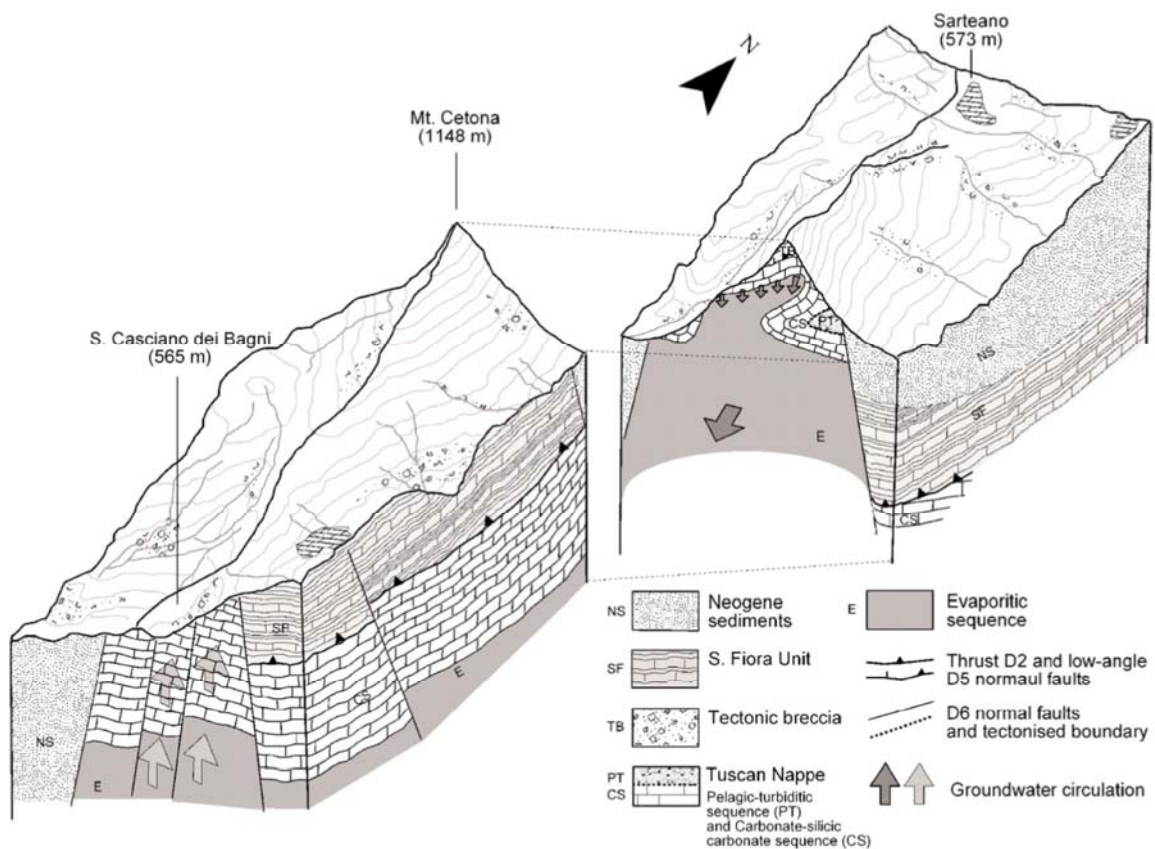 Sarteano
(573 m)
N
Mt. Cetona
(1148 m)
S. Casciano dei Bagni
(565 m)
CS
PT
NS
E
SF
CS
SF
CS
E
NS
E
NS
Neogene
sediments
E
Evaporitic
sequence
SF
S. Fiora Unit
Thrust D2 and low-angle
D5 normaul faults
TB
Tectonic breccia
D6 normal faults
and tectonised boundary
PT
CS
Tuscan Nappe
Pelagic-turbiditic
sequence (PT)
and Carbonate-silicic
carbonate sequence (CS)
Groundwater circulation